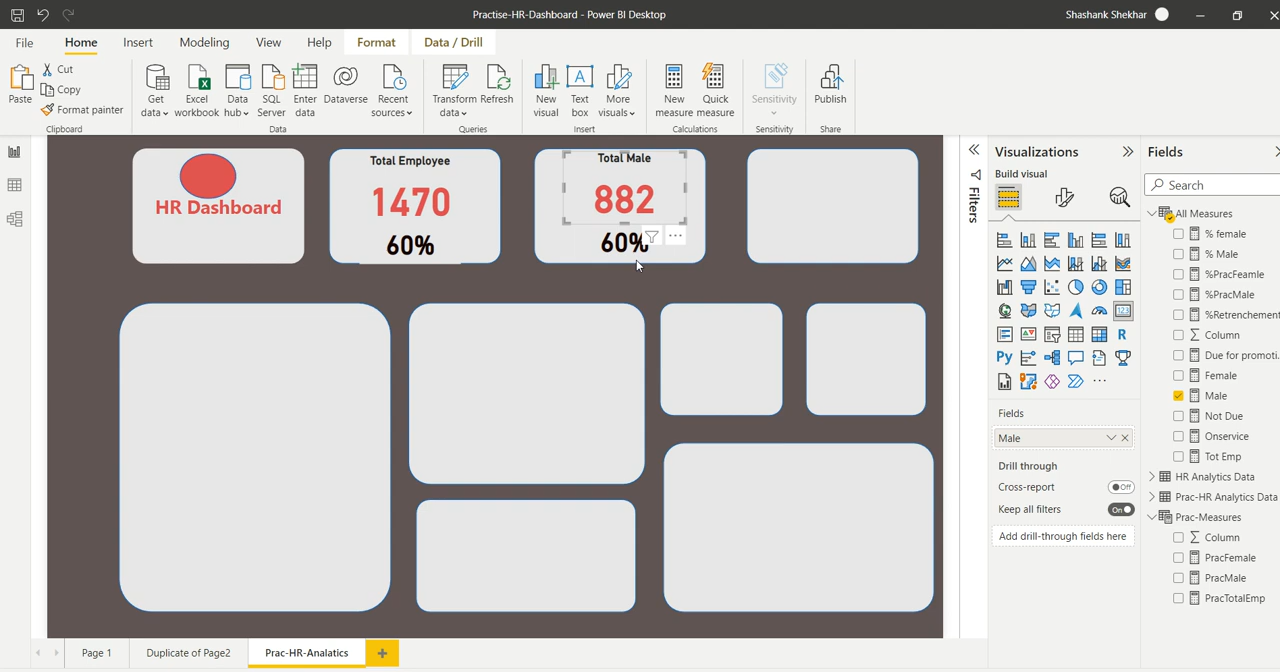 Practise-HR-Dashboard - Power BI Desktop
Shashank Shekhar
File
Home
Insert
Modeling
View
Help
Format
Data / Drill
Paste
Cut
Copy
Format painter
Clipboard
Get
data
Excel
workbook
Data
hub
SQL
Server
Enter
data
Dataverse
Recent
sources
Data
Transform
data
Refresh
Queries
New
visual
Text
box
More
visuals
Insert
New
measure
Quick
measure
Calculations
Sensitivity
Sensitivity
Publish
Share
HR Dashboard
Total Employee
1470
60%
Total Male
882
60%
Filters
Visualizations
Build visual
123
R
Py
Fields
Male
Drill through
Cross-report
Off
Keep all filters
On
Add drill-through fields here
Fields
Search
All Measures
% female
% Male
%PracFeamle
%PracMale
%Retrenchement
Column
Due for promoti...
Female
Male
Not Due
Onservice
Tot Emp
HR Analytics Data
Prac-HR Analytics Data
Prac-Measures
Column
PracFemale
PracMale
PracTotalEmp
Page 1
Duplicate of Page2
Prac-HR-Analatics